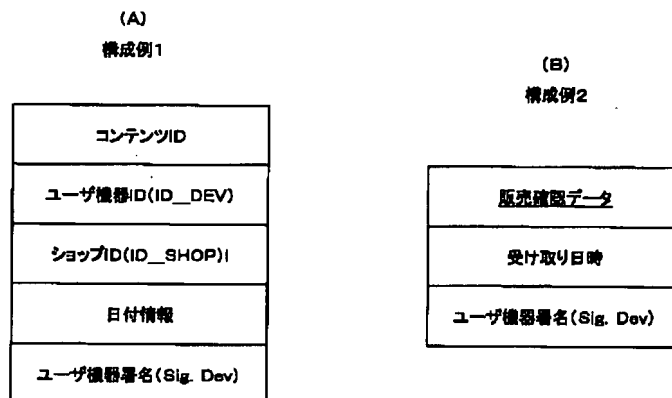 (A)
構成例1
コンテンツID
ユーザ機器ID(ID__DEV)
ショップID(ID__SHOP)I
日付情報
ユーザ機器署名(Sig. Dev)
(B)
構成例2
販売確認データ
受け取り日時
ユーザ機器署名(Sig. Dev)